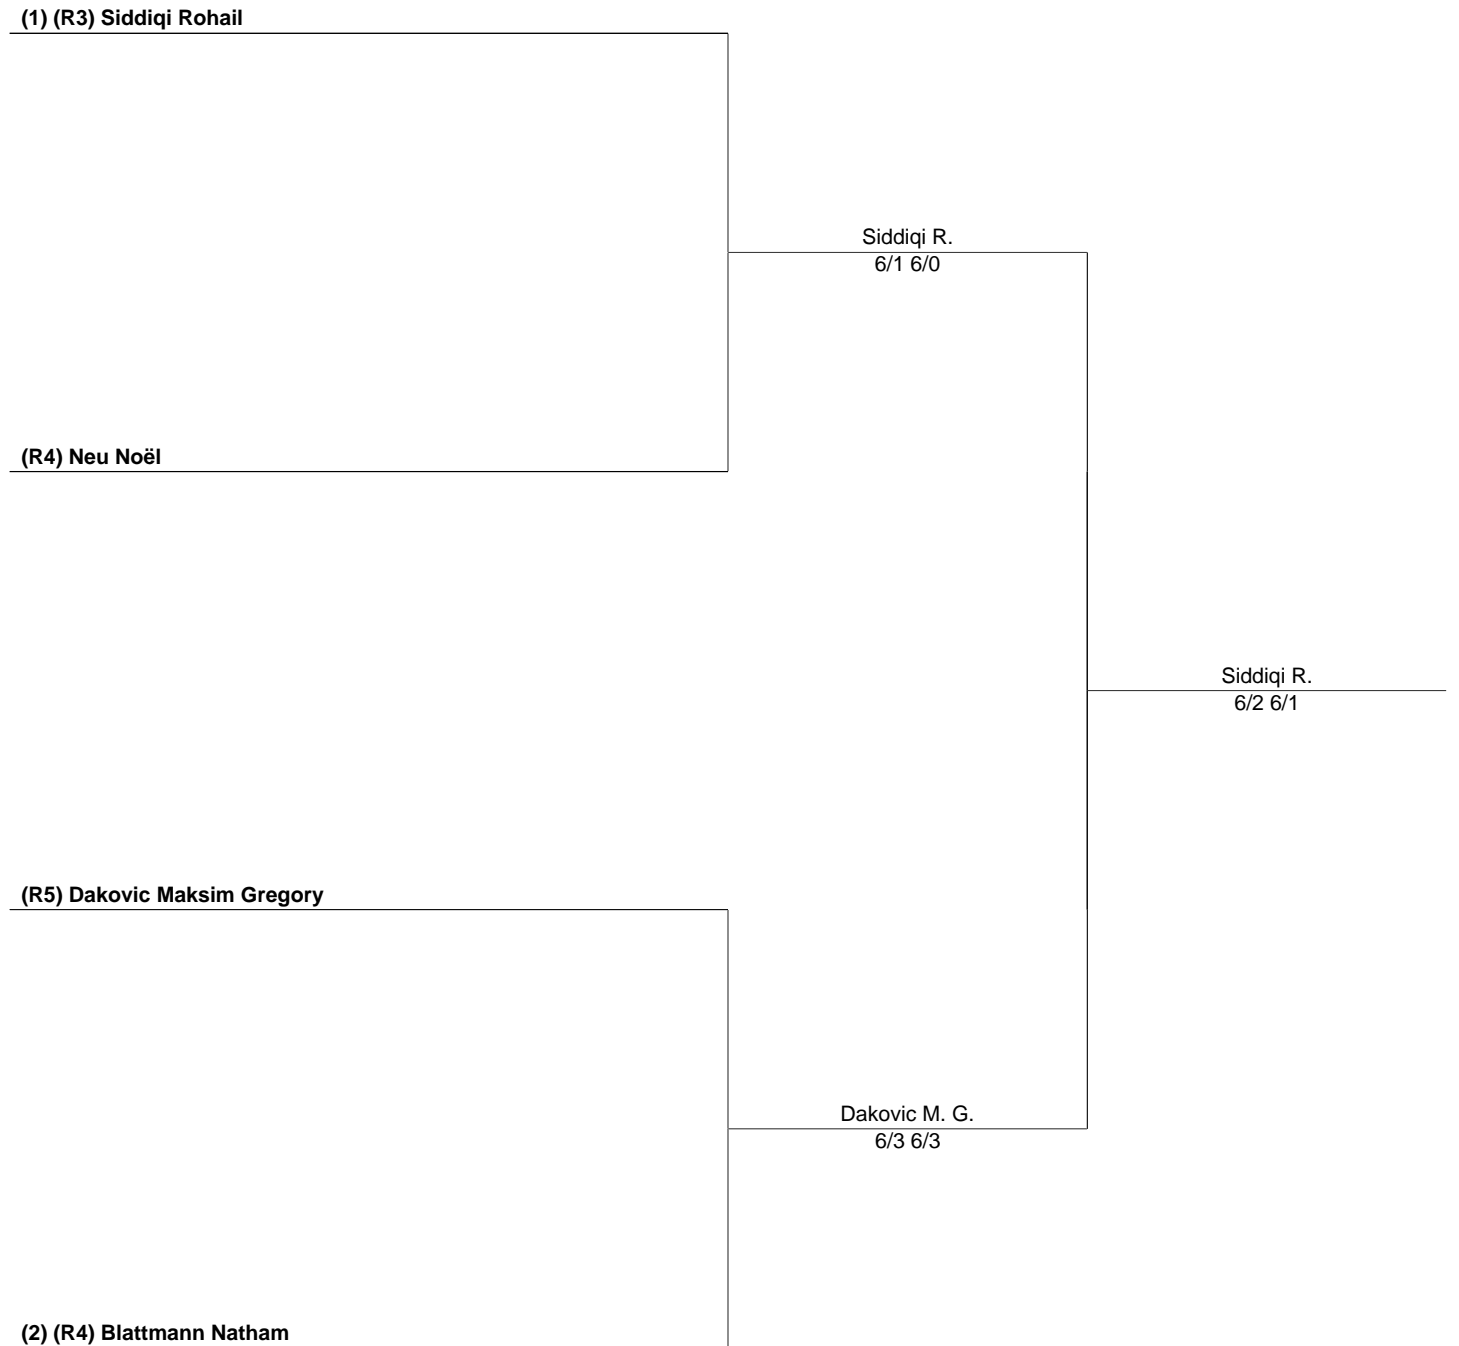 (1) (R3) Siddiqi Rohail
Siddiqi R.
6/1 6/0
(R4) Neu Noël
Siddiqi R.
6/2 6/1
(R5) Dakovic Maksim Gregory
Dakovic M. G.
6/3 6/3
(2) (R4) Blattmann Natham